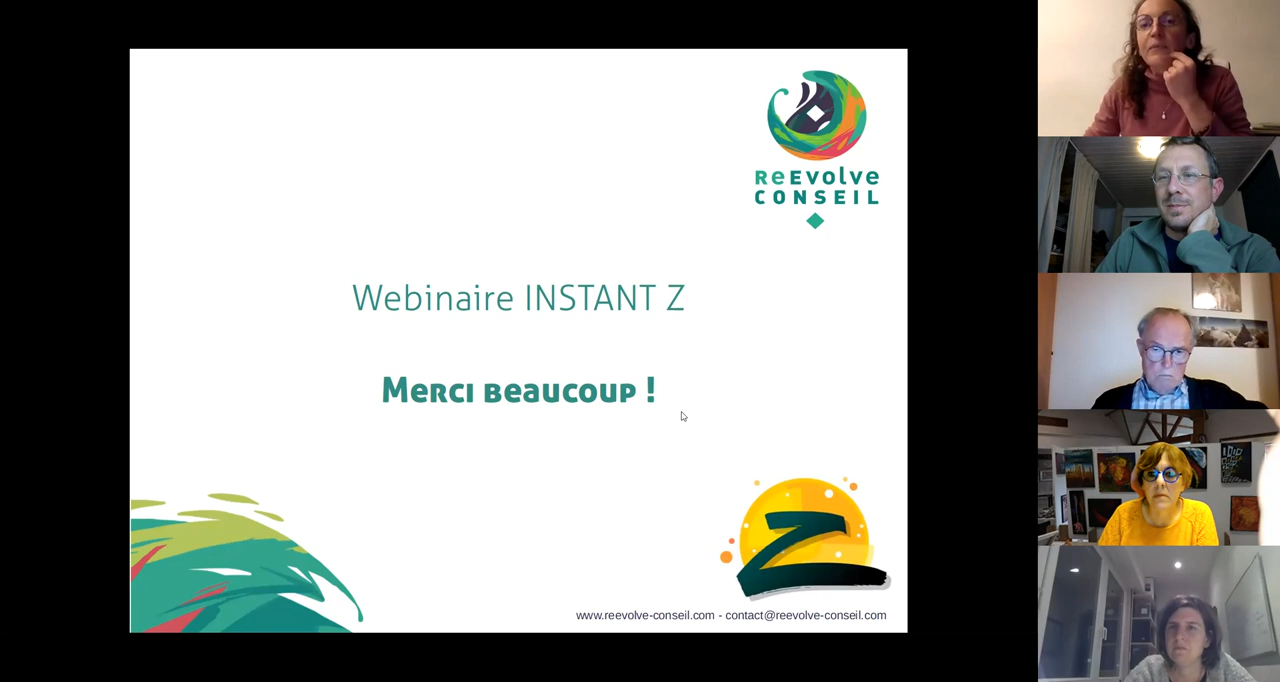 ReEvolve
CONSEIL
Webinaire INSTANT Z
Merci beaucoup !
Z
www.reevolve-conseil.com - contact@reevolve-conseil.com